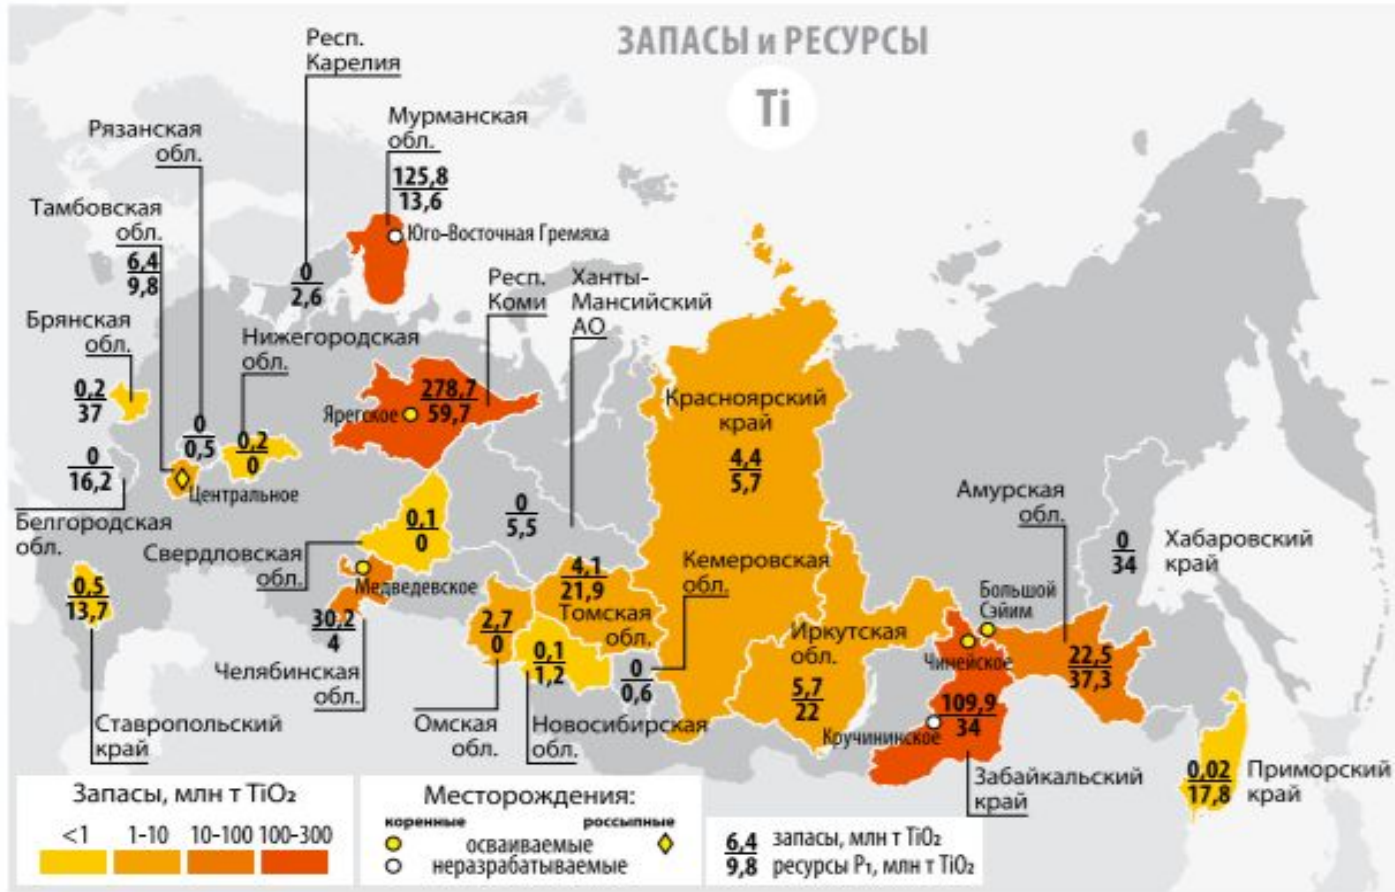 ЗАПАСЫ и РЕСУРСЫ
Ti
Респ.
Карелия
0
2,6
Мурманская
обл.
125,8
13,6
Юго-Восточная Гремяха
Рязанская
обл.
0
0,5
Тамбовская
обл.
6,4
9,8
Центральное
Брянская
обл.
0,2
37
Нижегородская
обл.
0,2
0
Респ.
Коми
278,7
59,7
Ярегское
Ханты-
Мансийский
АО
0
5,5
Красноярский
край
4,4
5,7
0
16,2
Белгородская
обл.
Свердловская
обл.
0,1
0
Медведевское
30,2
4
Челябинская
обл.
0,5
13,7
Ставропольский
край
4,1
21,9
Томская
обл.
2,7
0
Омская
обл.
0,1
1,2
Новосибирская
обл.
Кемеровская
обл.
0
0,6
Иркутская
обл.
5,7
22
Амурская
обл.
22,5
37,3
Большой
Сэйим
Чинейское
109,9
34
Кручининское
Забайкальский
край
0
34
Хабаровский
край
0,02
17,8
Приморский
край
Запасы, млн т TiO₂
<1 1-10 10-100 100-300
Месторождения:
коренные россыпные
осваиваемые
неразрабатываемые
6,4 запасы, млн т TiO₂
9,8 ресурсы P₁, млн т TiO₂